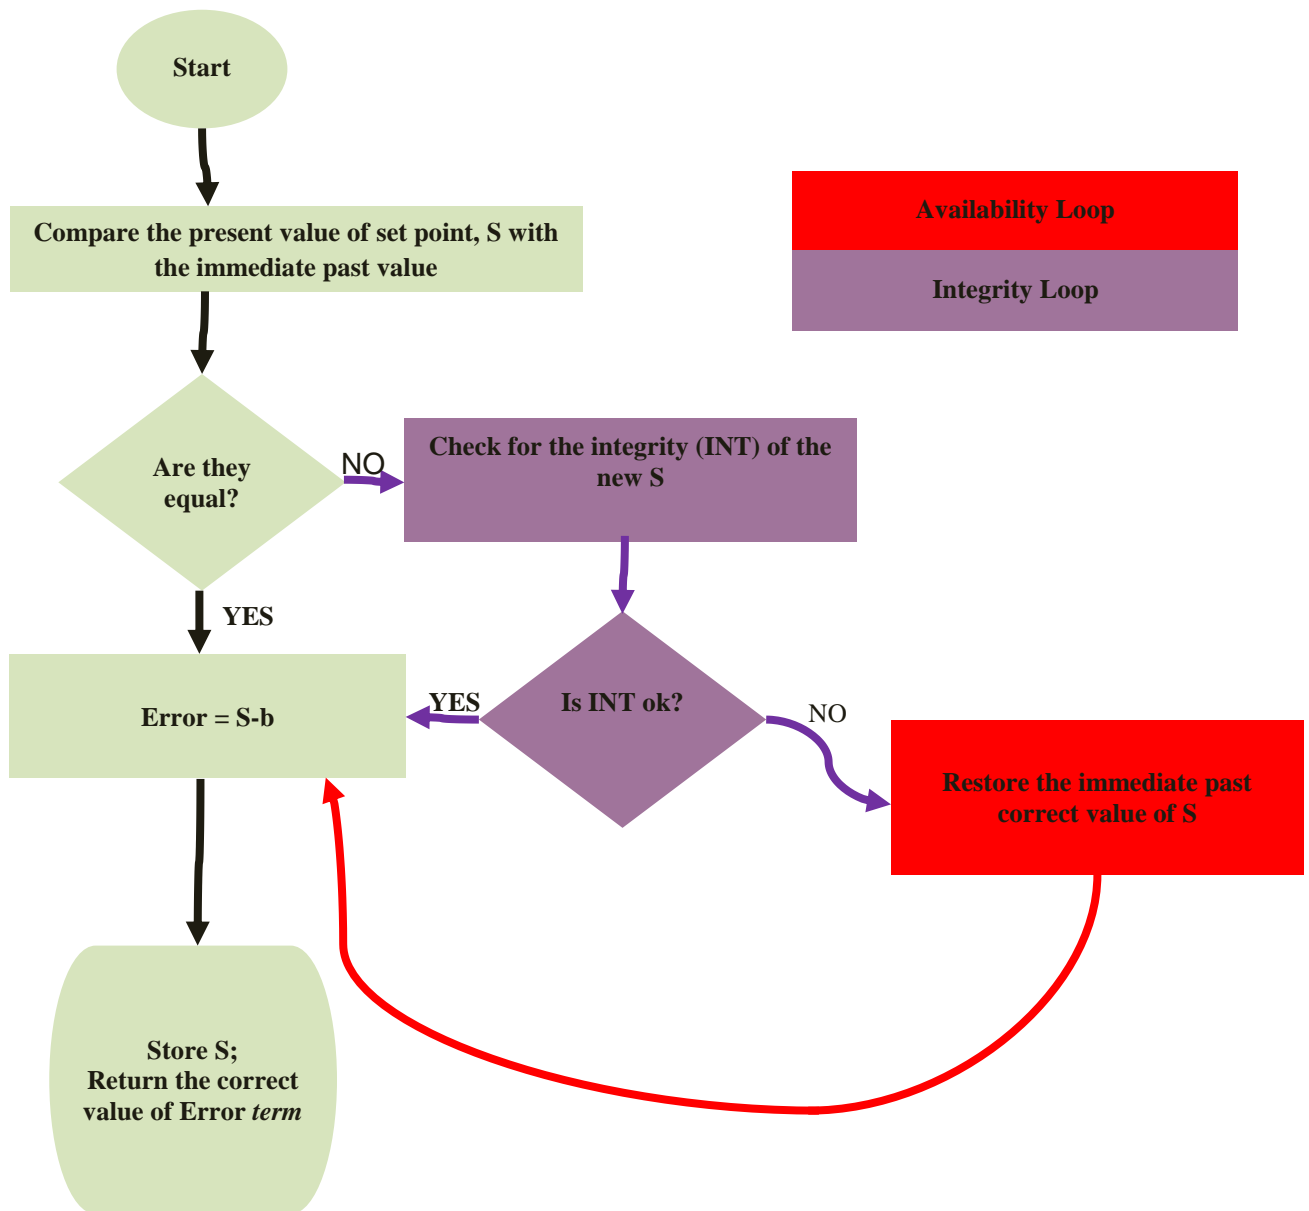 Start
Compare the present value of set point, S with
the immediate past value
Availability Loop
Integrity Loop
Are they
equal?
NO
Check for the integrity (INT) of the
new S
YES
Error = S-b
YES
Is INT ok?
NO
Restore the immediate past
correct value of S
Store S;
Return the correct
value of Error term